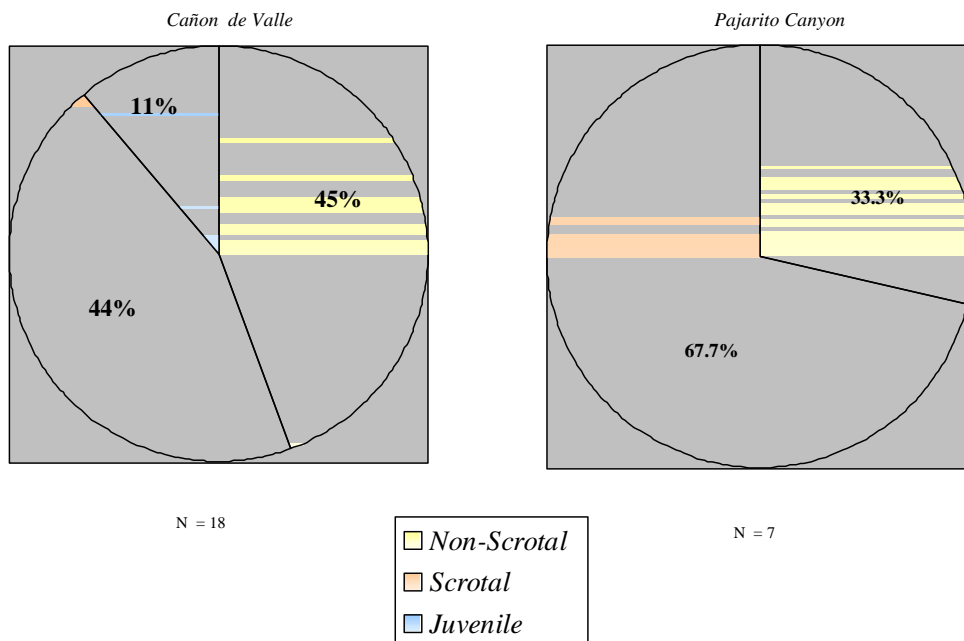 Cañon de Valle
Pajarito Canyon
11%
45%
33.3%
44%
67.7%
N = 18
N = 7
Non-Scrotal
Scrotal
Juvenile